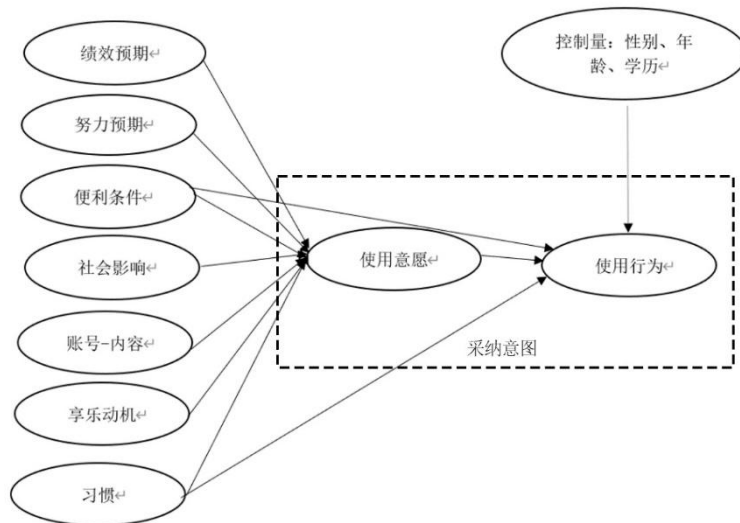 绩效预期↵
控制量：性别、年
龄、学历↵
努力预期↵
便利条件↵
社会影响↵
使用意愿↵
使用行为↵
账号-内容↵
采纳意图
享乐动机↵
习惯↵